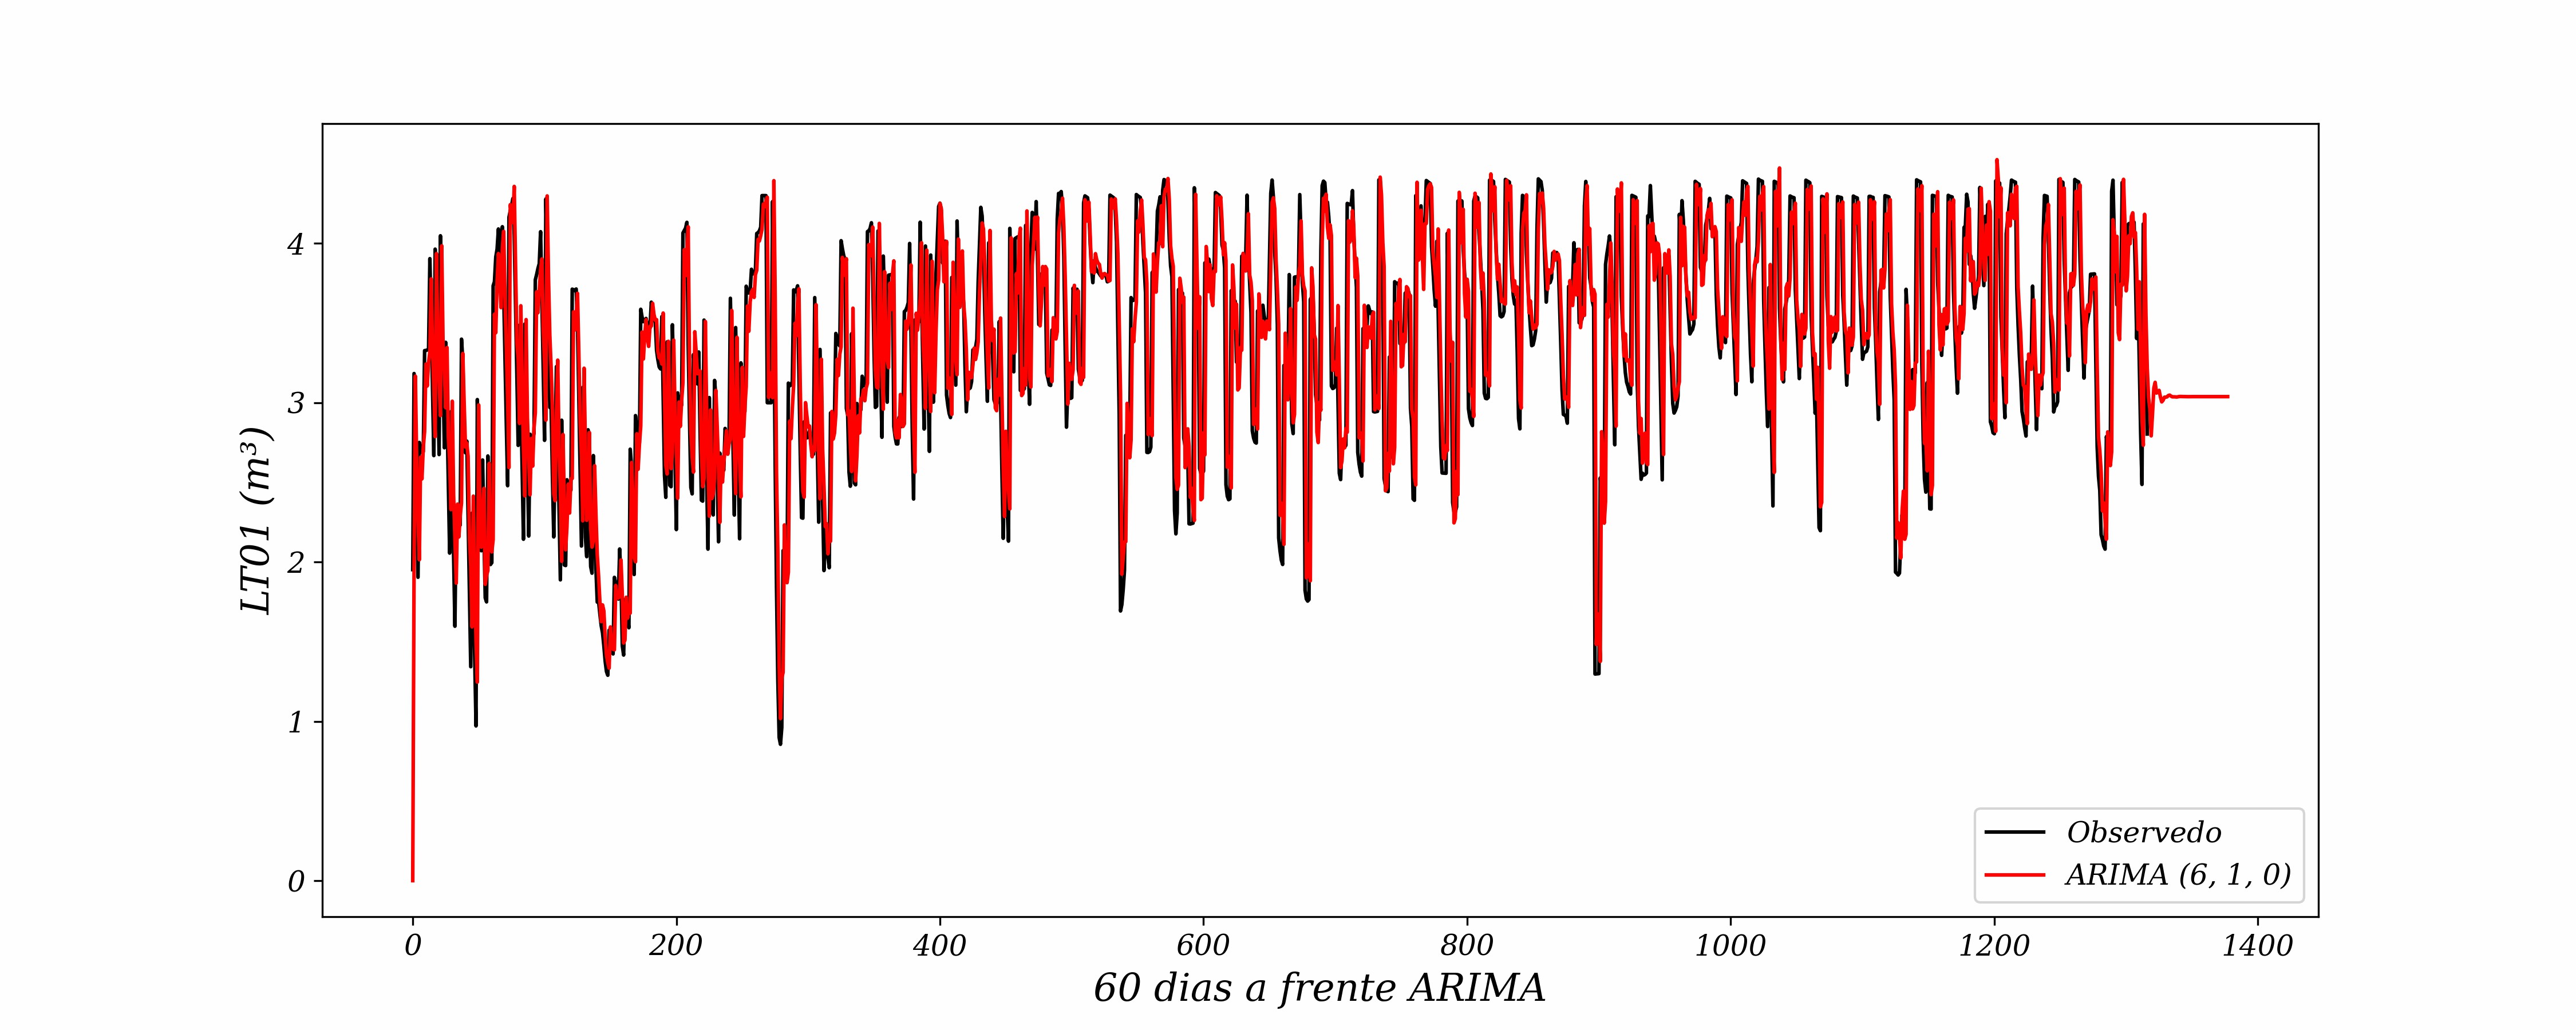 4
3
2
1
0
LT01 (m³)
0 200 400 600 800 1000 1200 1400
60 dias a frente ARIMA
Observedo
ARIMA (6, 1, 0)